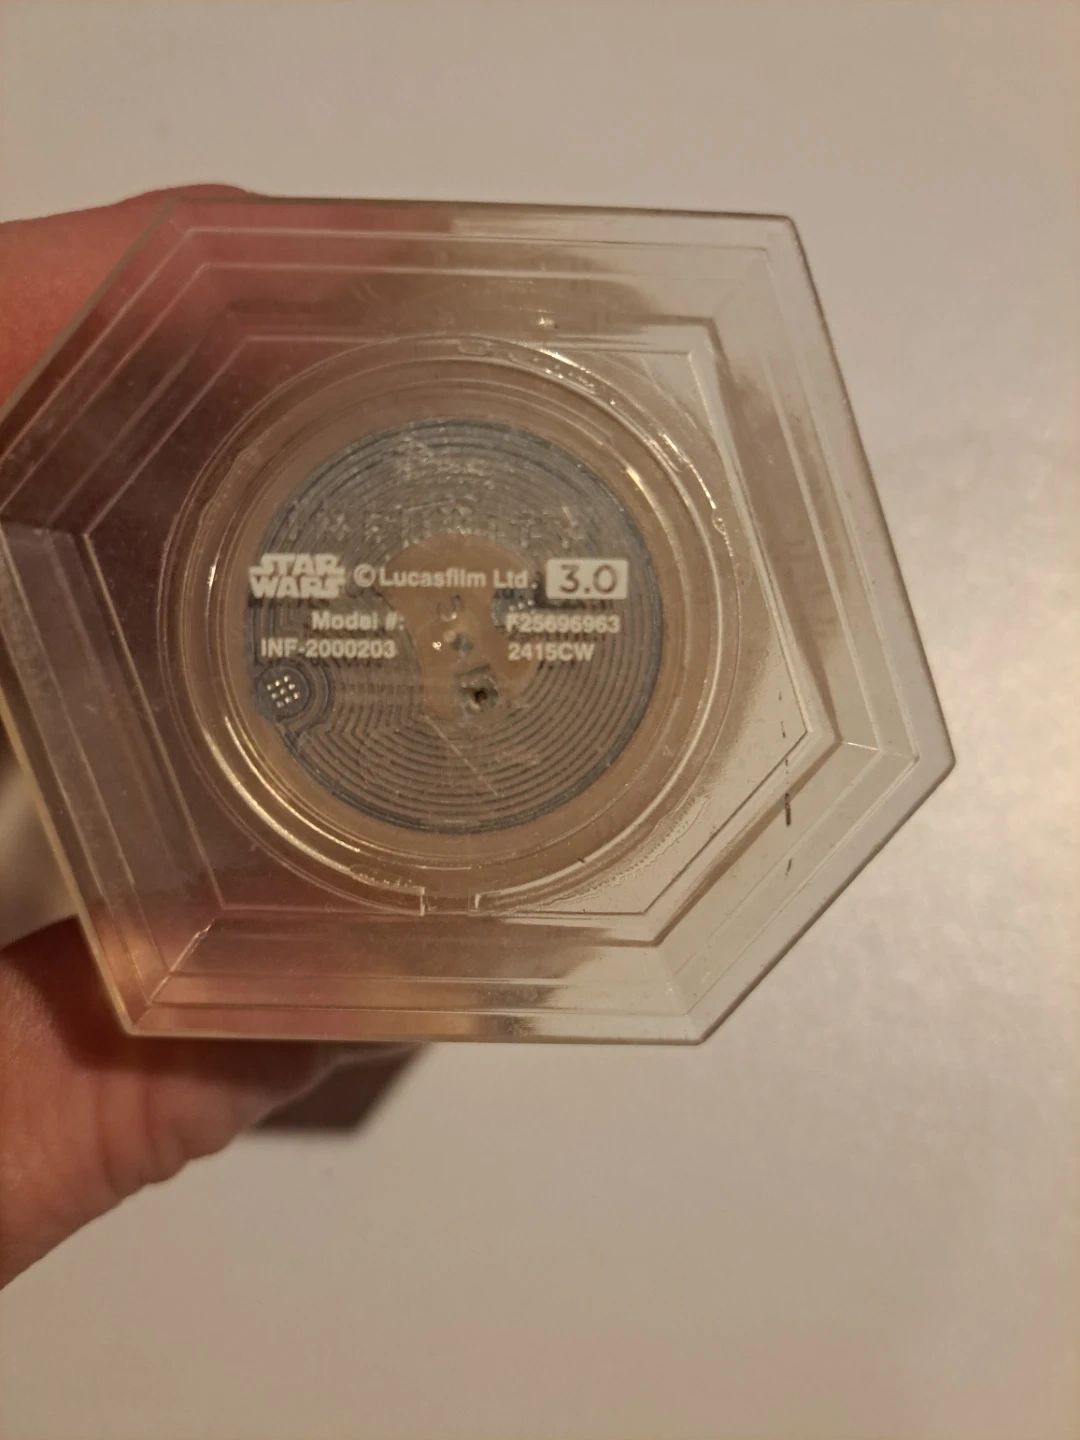 STAR WARS © Lucasfilm Ltd. 3.0
Model #: F25696963
INF-2000203 2415CW